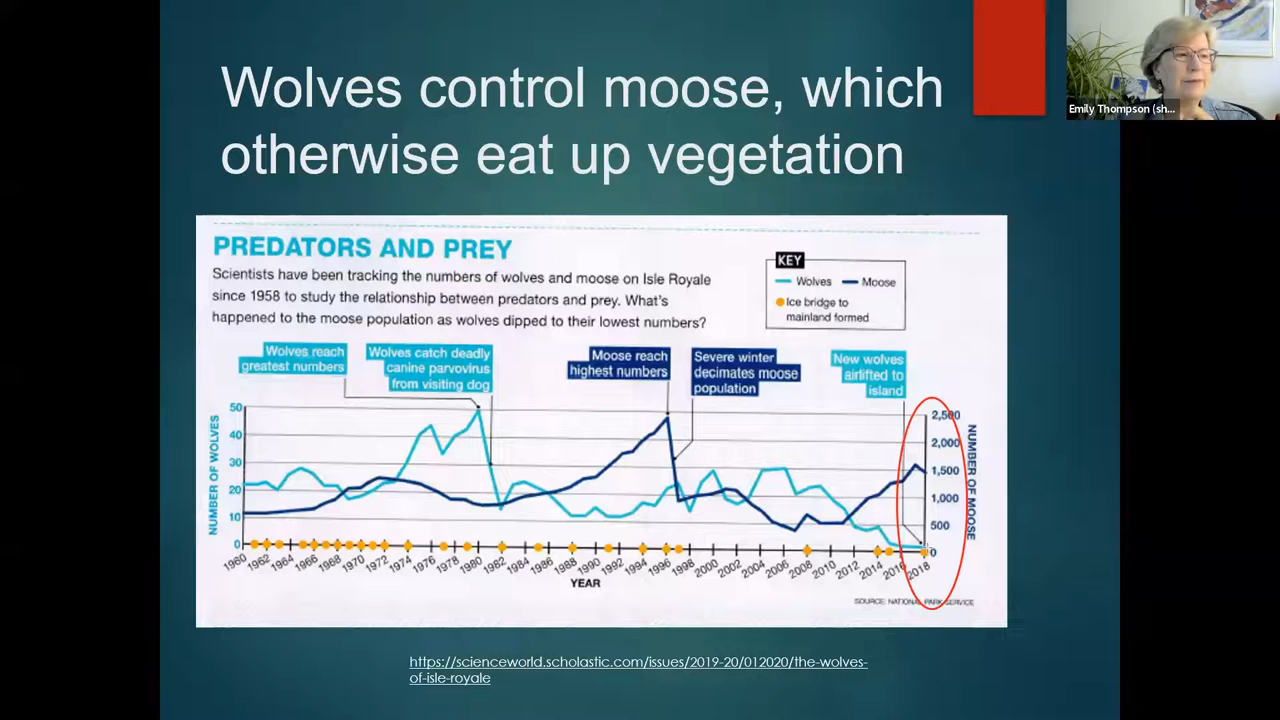 Wolves control moose, which
otherwise eat up vegetation
Emily Thompson (sh...
PREDATORS AND PREY
Scientists have been tracking the numbers of wolves and moose on Isle Royale
since 1958 to study the relationship between predators and prey. What's
happened to the moose population as wolves dipped to their lowest numbers?
KEY
Wolves Moose
Ice bridge to
mainland formed
Wolves reach
greatest numbers
Wolves catch deadly
canine parvovirus
from visiting dog
Moose reach
highest numbers
Severe winter
decimates moose
population
New wolves
airlifted to
island
NUMBER OF WOLVES
50
40
30
20
10
0
2,500
2,000
1,500
1,000
500
0
NUMBER OF MOOSE
1960 1962 1964 1966 1968 1970 1972 1974 1976 1978 1980 1982 1984 1986 1988 1990 1992 1994 1996 1998 2000 2002 2004 2006 2008 2010 2012 2014 2016 2018
YEAR
SOURCE: NATIONAL PARK SERVICE
https://scienceworld.scholastic.com/issues/2019-20/012020/the-wolves-
of-isle-royale